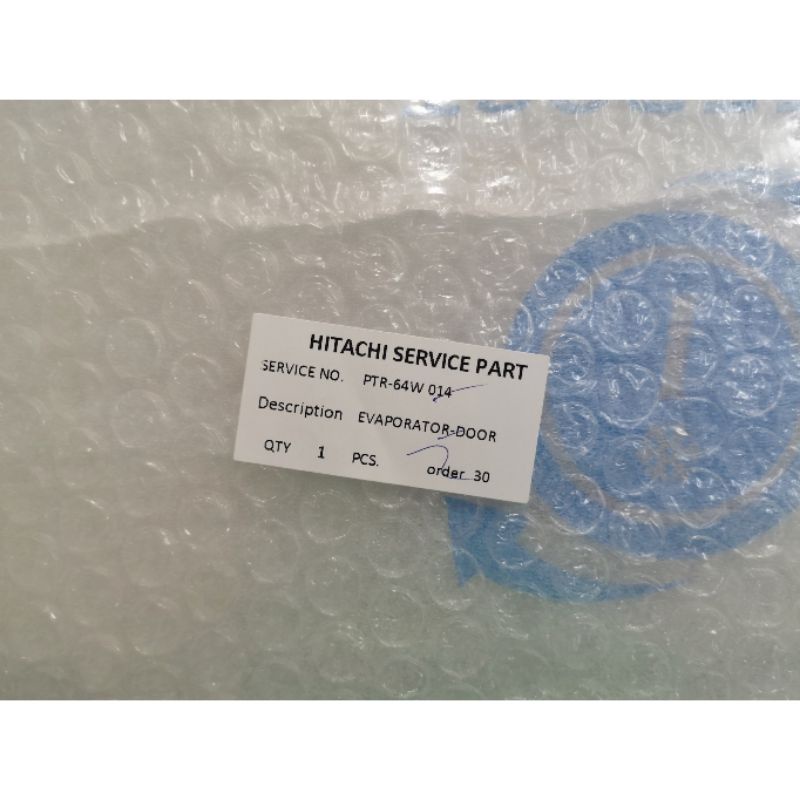 HITACHI SERVICE PART
SERVICE NO. PTR-64W 014
Description EVAPORATOR-DOOR
QTY 1 PCS. order 30